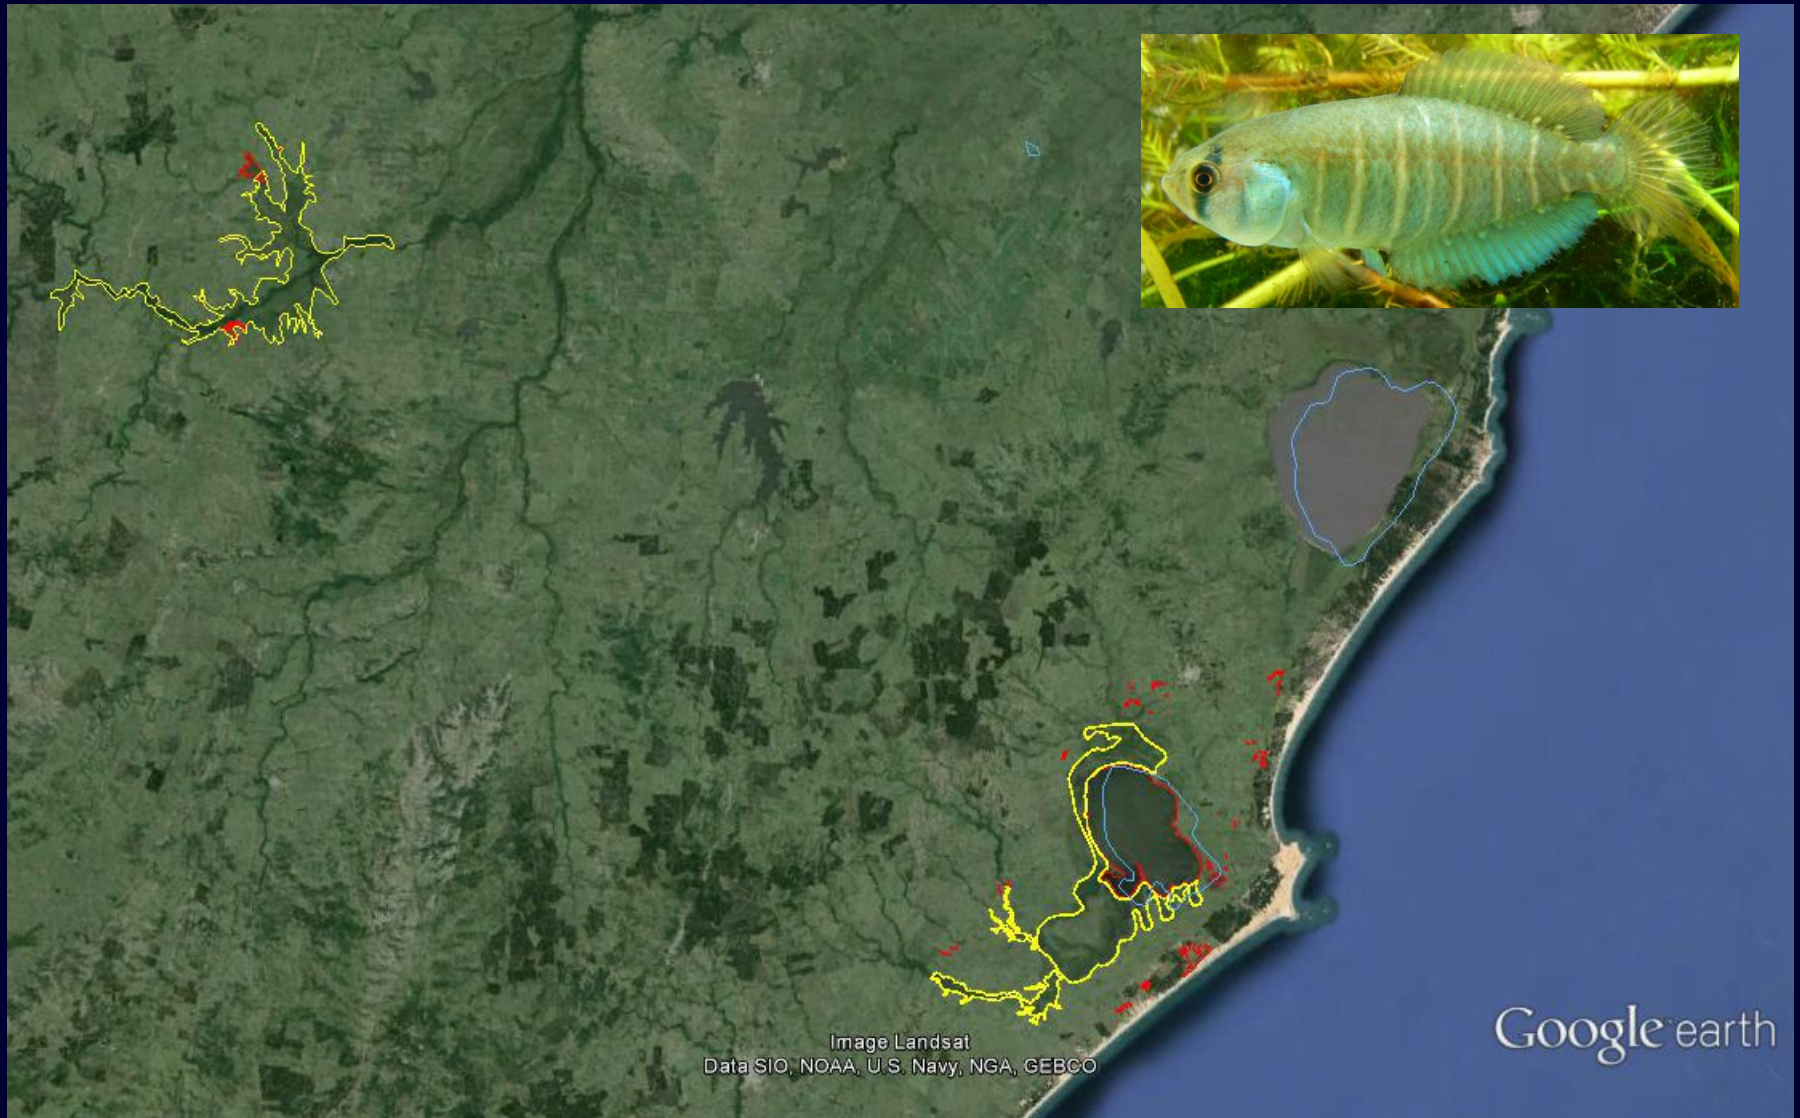 Image Landsat
Data SIO, NOAA, U.S. Navy, NGA, GEBCO
Google earth